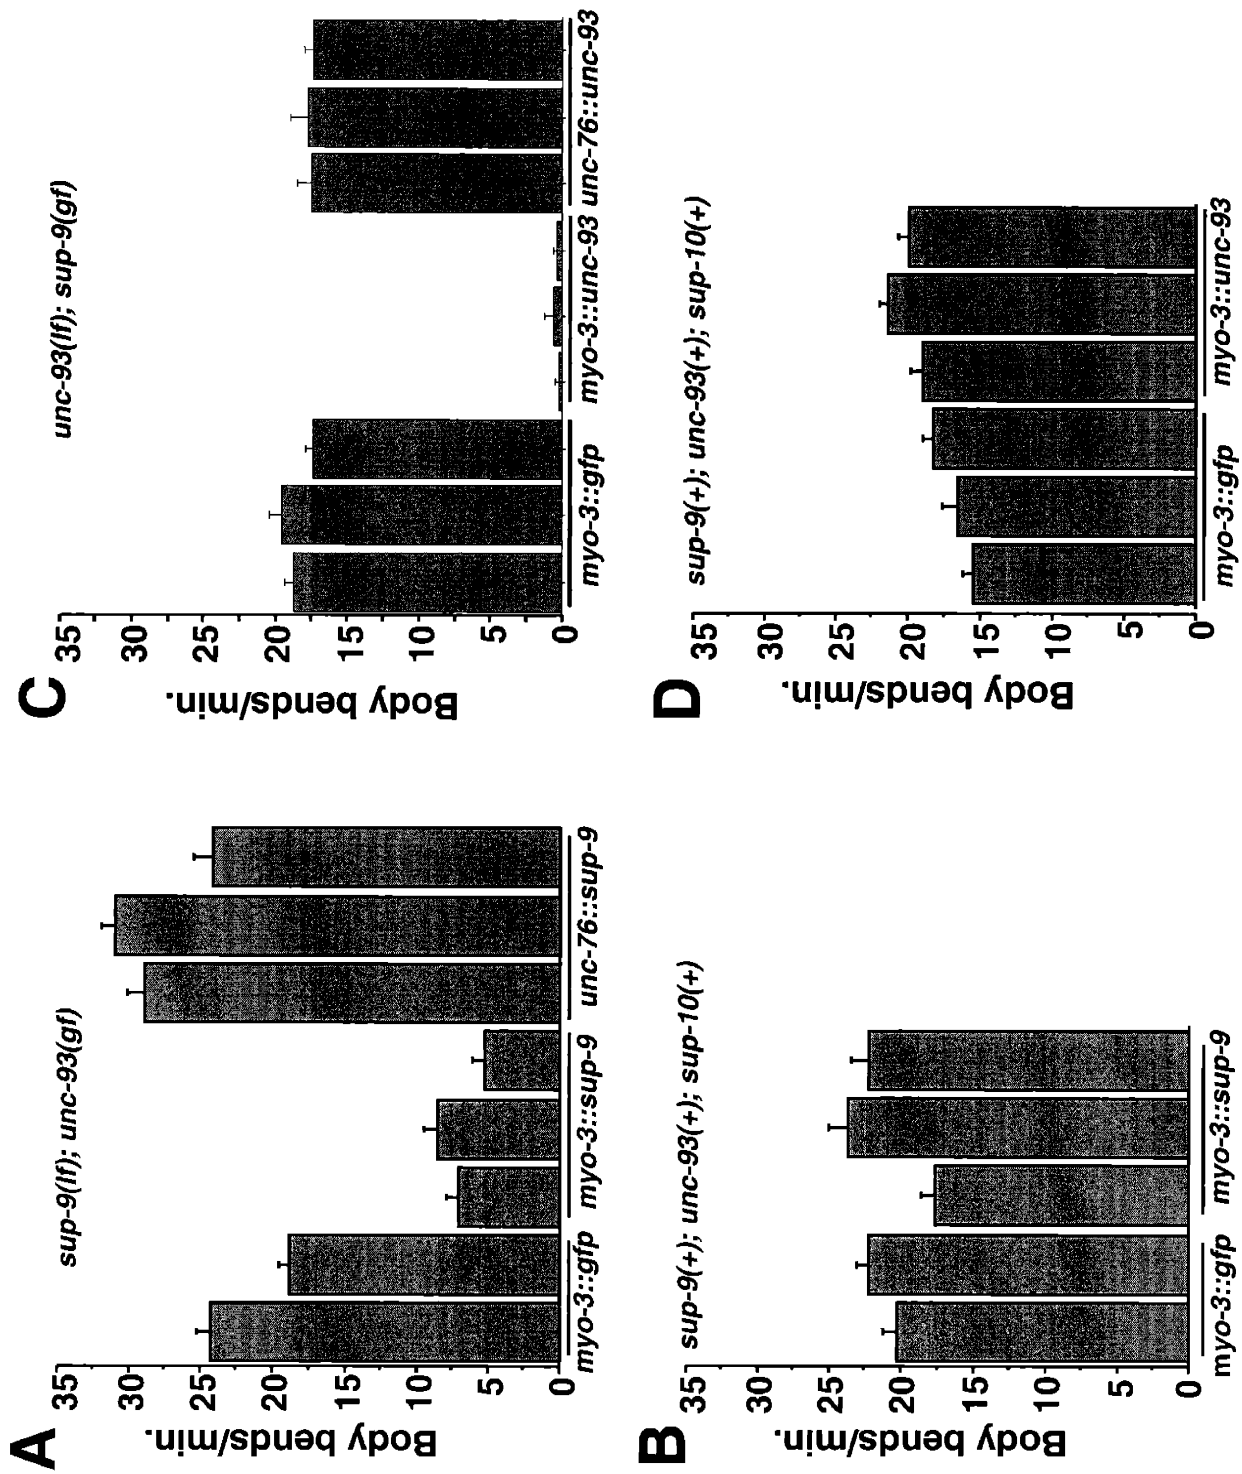 A
sup-9(lf); unc-93(gf)
Body bends/min.
35
30
25
20
15
10
5
0
myo-3::gfp
myo-3::sup-9
unc-76::sup-9
B
sup-9(+); unc-93(+); sup-10(+)
Body bends/min.
35
30
25
20
15
10
5
0
myo-3::gfp
myo-3::sup-9
C
unc-93(lf); sup-9(gf)
Body bends/min.
35
30
25
20
15
10
5
0
myo-3::gfp
myo-3::unc-93
unc-76::unc-93
D
sup-9(+); unc-93(+); sup-10(+)
Body bends/min.
35
30
25
20
15
10
5
0
myo-3::gfp
myo-3::unc-93